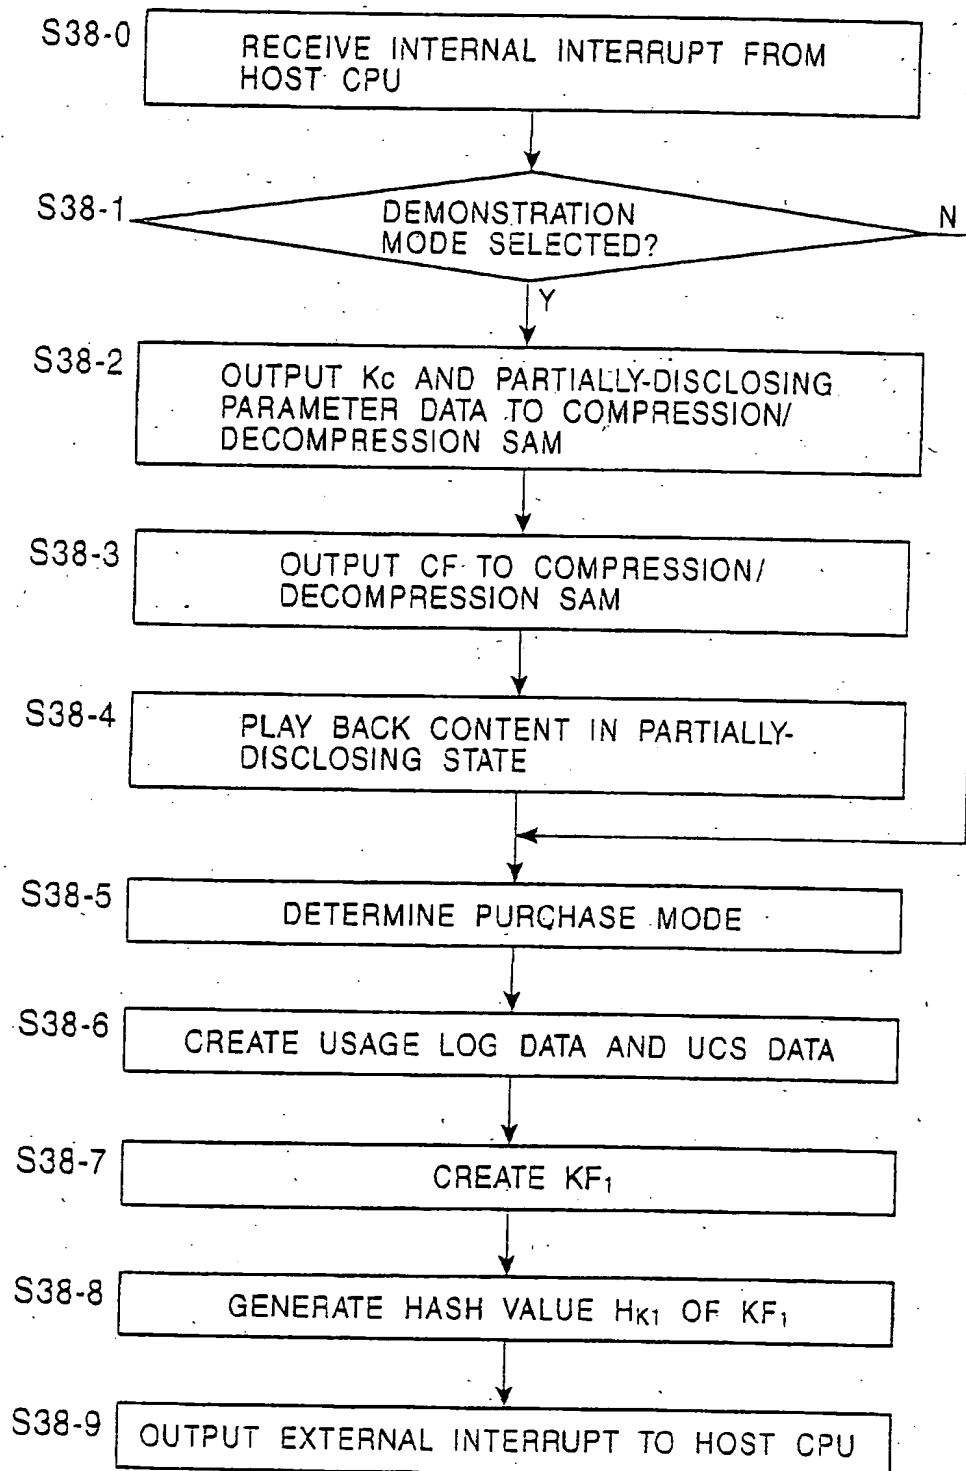 S38-0
RECEIVE INTERNAL INTERRUPT FROM
HOST CPU
S38-1
DEMONSTRATION
MODE SELECTED?
N
Y
S38-2
OUTPUT Kc AND PARTIALLY-DISCLOSING
PARAMETER DATA TO COMPRESSION/
DECOMPRESSION SAM
S38-3
OUTPUT CF TO COMPRESSION/
DECOMPRESSION SAM
S38-4
PLAY BACK CONTENT IN PARTIALLY-
DISCLOSING STATE
S38-5
DETERMINE PURCHASE MODE
S38-6
CREATE USAGE LOG DATA AND UCS DATA
S38-7
CREATE KF₁
S38-8
GENERATE HASH VALUE HK1 OF KF₁
S38-9
OUTPUT EXTERNAL INTERRUPT TO HOST CPU